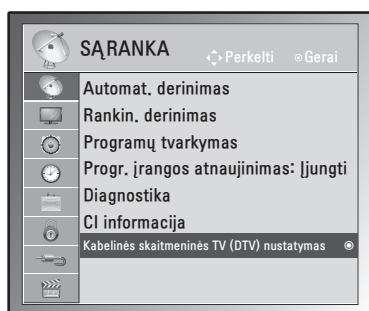 SĄRANKA
Perkelti
Gerai
Automat. derinimas
Rankin. derinimas
Programų tvarkymas
Progr. įrangos atnaujinimas: Įjungti
Diagnostika
CI informacija
Kabelinės skaitmeninės TV (DTV) nustatymas